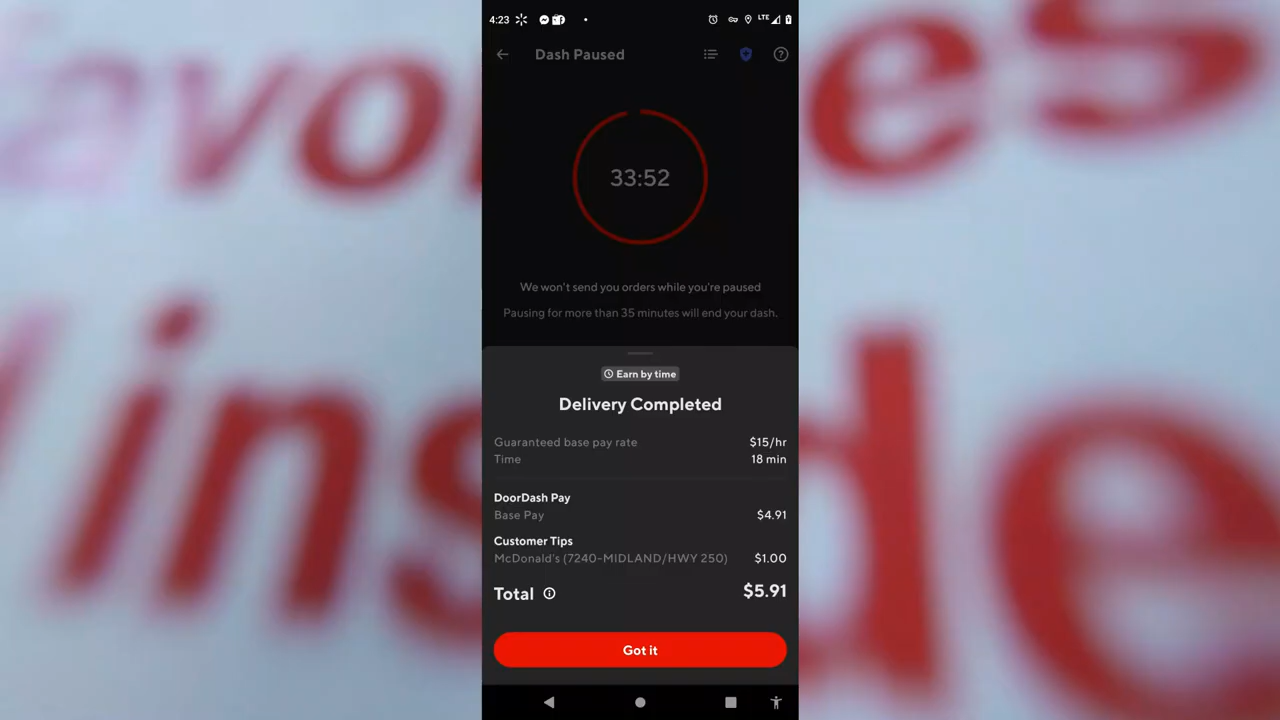 4:23
LTE
Dash Paused
33:52
We won't send you orders while you're paused
Pausing for more than 35 minutes will end your dash.
Earn by time
Delivery Completed
Guaranteed base pay rate $15/hr
Time 18 min
DoorDash Pay
Base Pay $4.91
Customer Tips
McDonald's (7240-MIDLAND/HWY 250) $1.00
Total $5.91
Got it